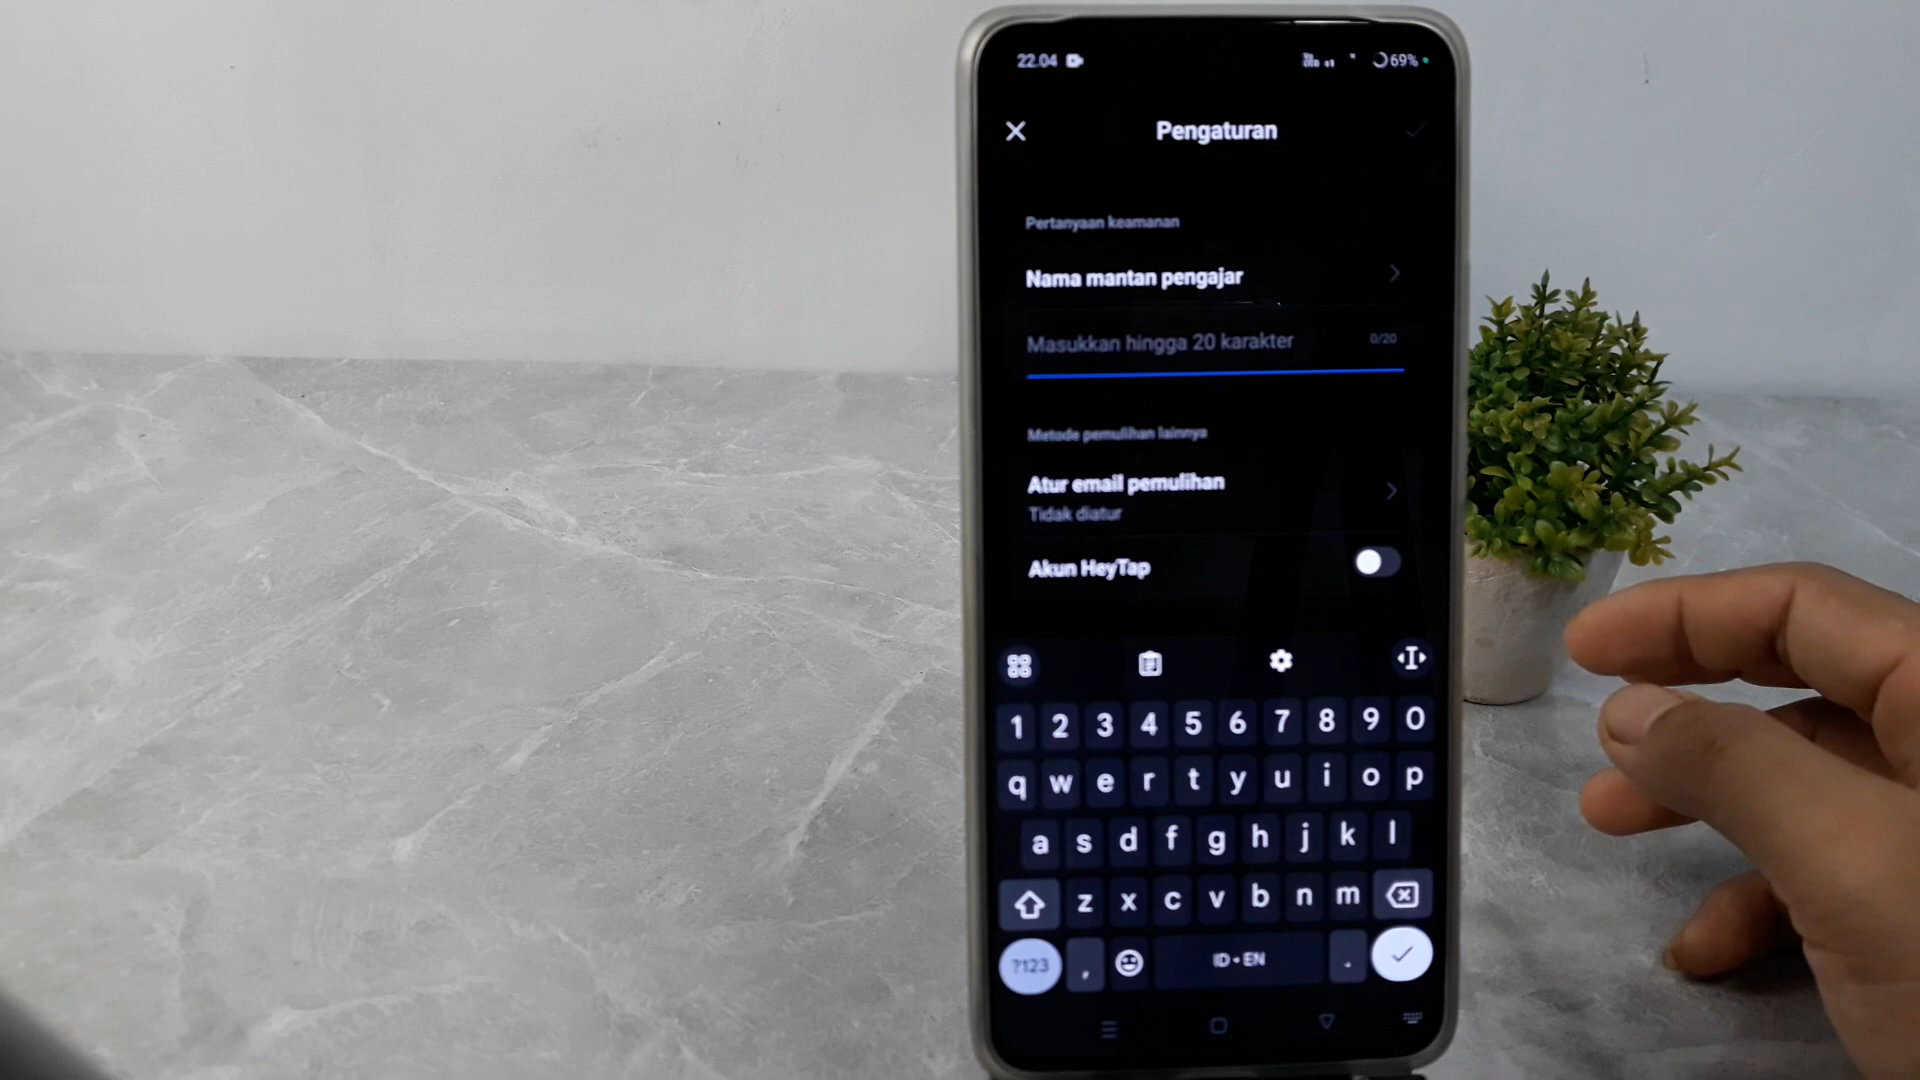 22.04
69%
Pengaturan
Pertanyaan keamanan
Nama mantan pengajar
Masukkan hingga 20 karakter 0/20
Metode pemulihan lainnya
Atur email pemulihan
Tidak diatur
Akun HeyTap
1 2 3 4 5 6 7 8 9 0
q w e r t y u i o p
a s d f g h j k l
z x c v b n m
?123 , ID • EN .